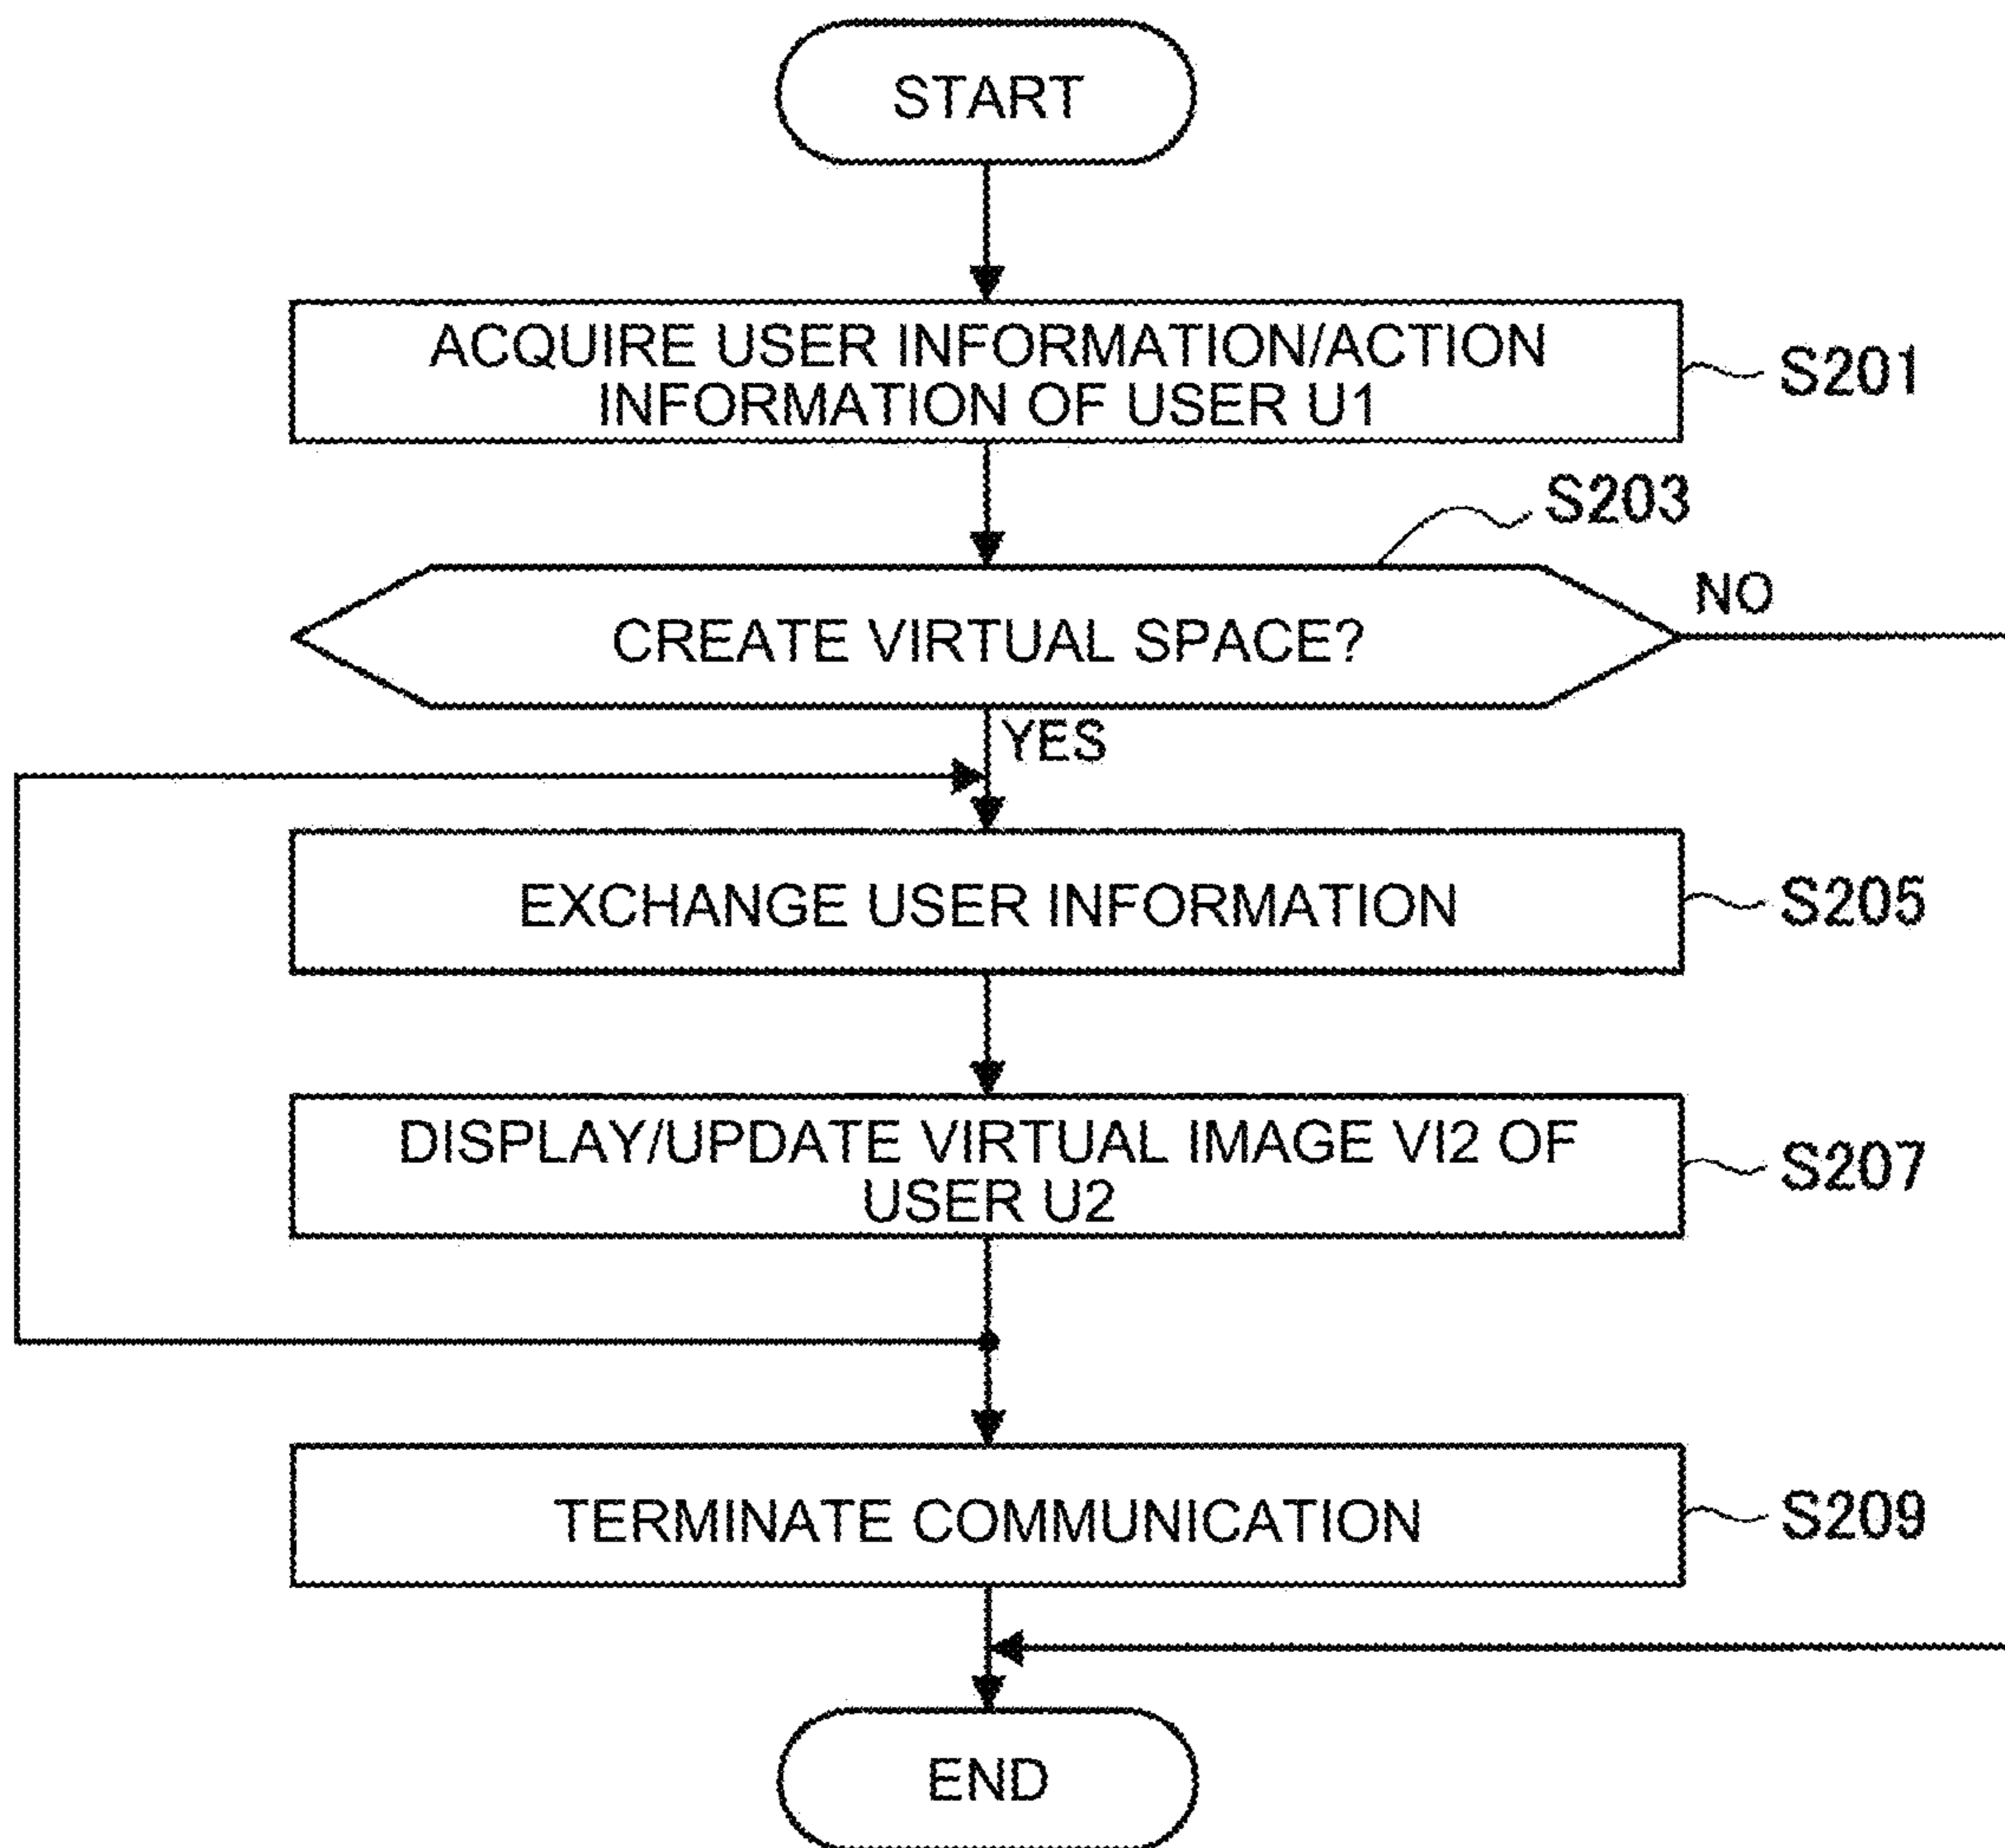 START
ACQUIRE USER INFORMATION/ACTION
INFORMATION OF USER U1
S201
S203
CREATE VIRTUAL SPACE?
NO
YES
EXCHANGE USER INFORMATION
S205
DISPLAY/UPDATE VIRTUAL IMAGE VI2 OF
USER U2
S207
TERMINATE COMMUNICATION
S209
END